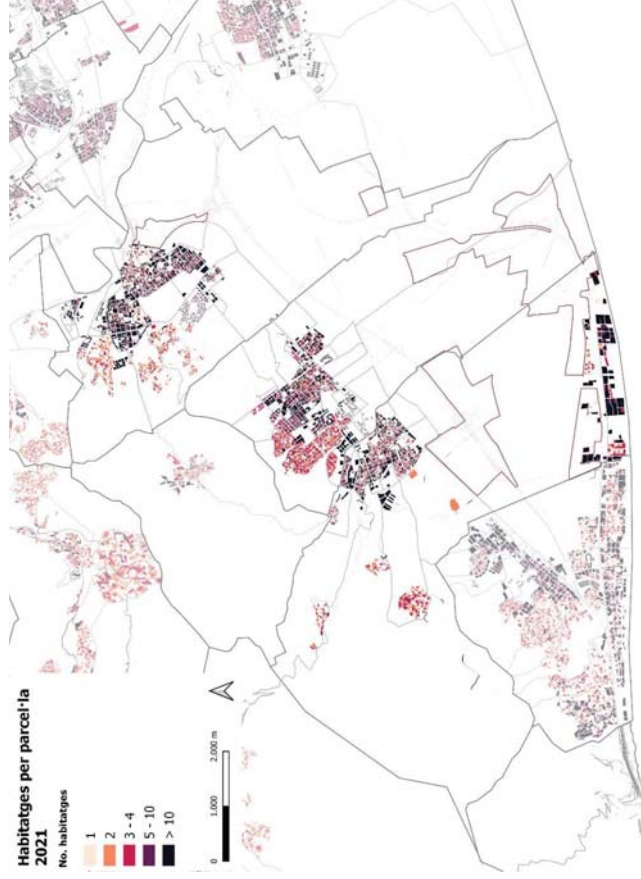 Habitatges per parcel·la
2021
No. habitatges
1
2
3 - 4
5 - 10
> 10
0
1.000
2.000 m